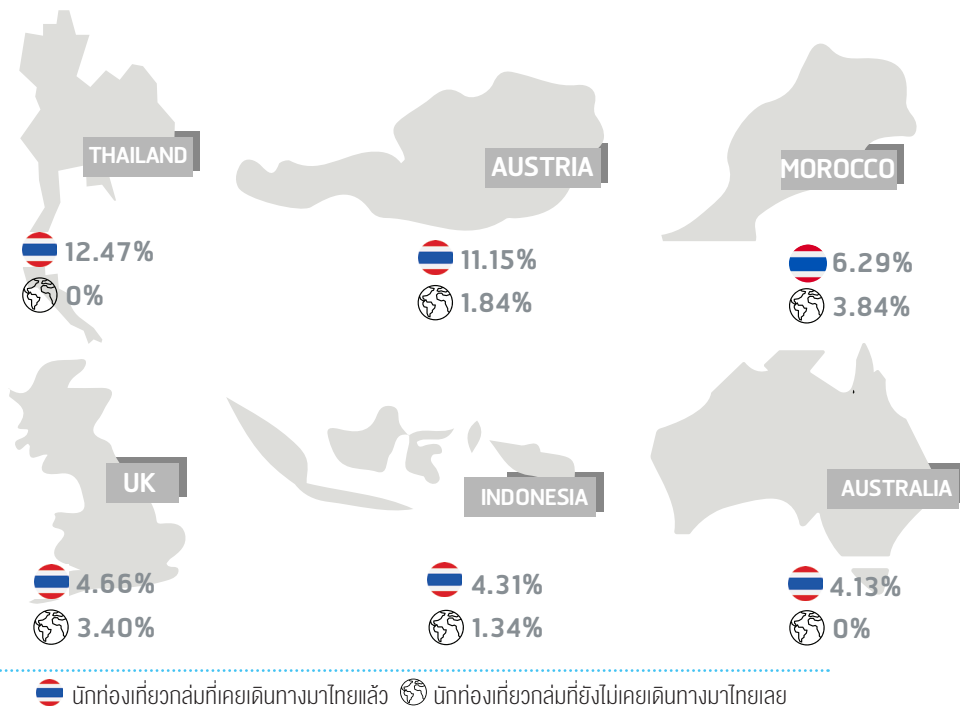 THAILAND
12.47%
0%
AUSTRIA
11.15%
1.84%
MOROCCO
6.29%
3.84%
UK
4.66%
3.40%
INDONESIA
4.31%
1.34%
AUSTRALIA
4.13%
0%
นักท่องเที่ยวกลุ่มที่เคยเดินทางมาไทยแล้ว นักท่องเที่ยวกลุ่มที่ยังไม่เคยเดินทางมาไทยเลย